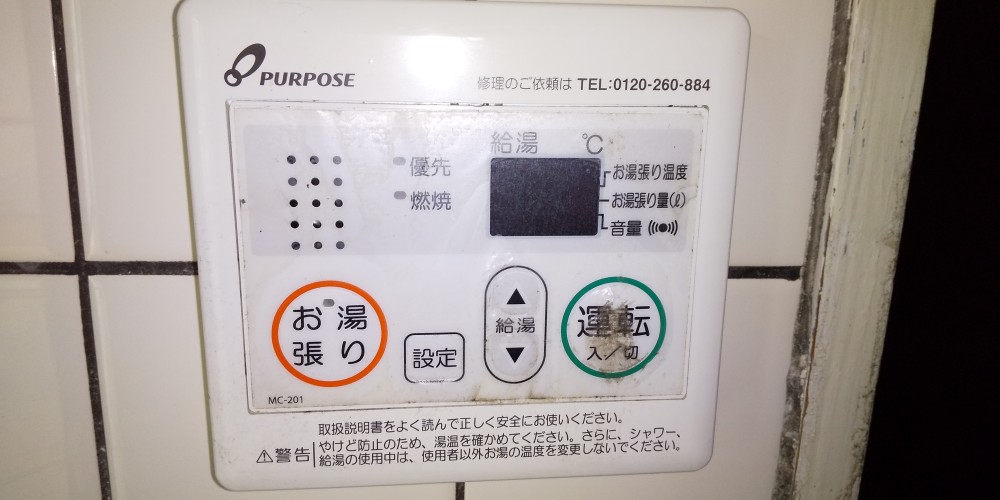 PURPOSE
修理のご依頼は TEL:0120-260-884
給湯 ℃
優先
燃焼
お湯張り温度
お湯張り量(ℓ)
音量
お湯
張り
設定
▲
給湯
▼
運転
入/切
MC-201
取扱説明書をよく読んで正しく安全にお使いください。
⚠警告
やけど防止のため、湯温を確かめてください。さらに、シャワー、
給湯の使用中は、使用者以外お湯の温度を変更しないでください。